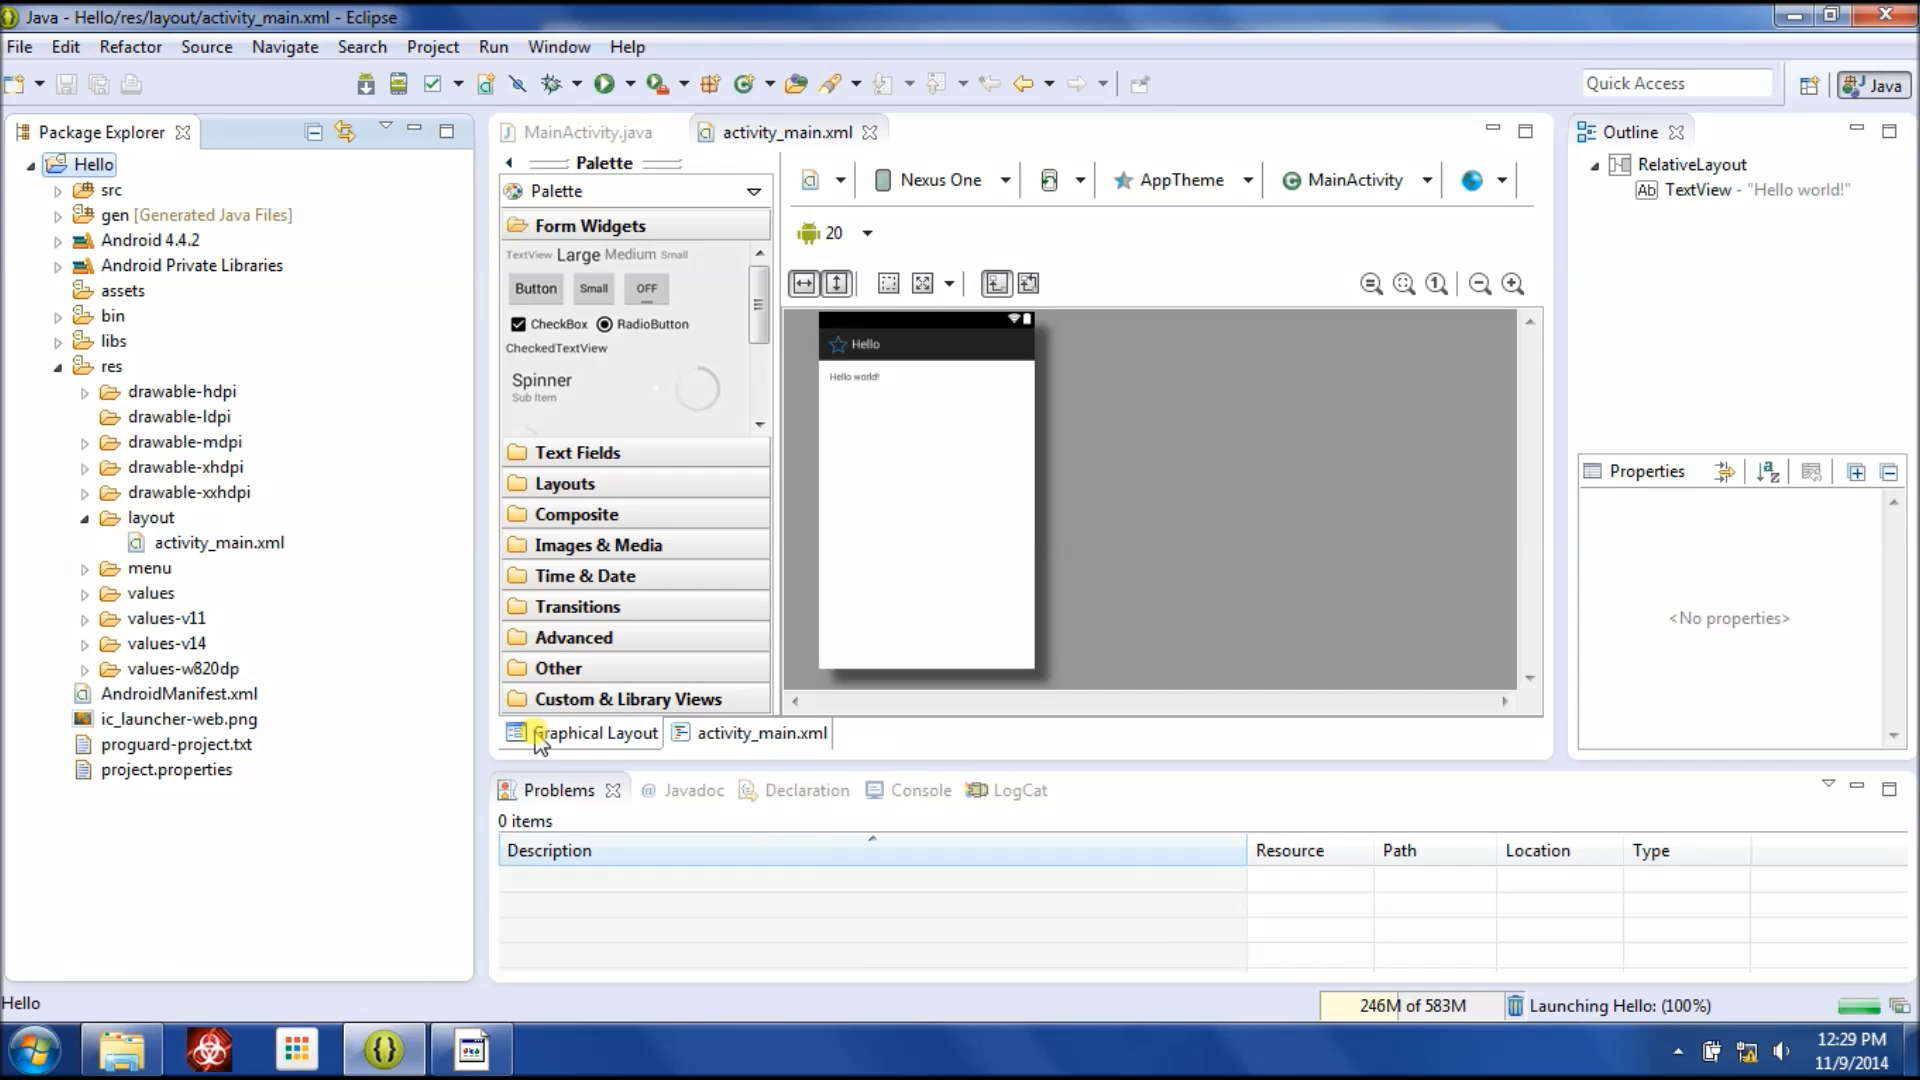 Java - Hello/res/layout/activity_main.xml - Eclipse
File Edit Refactor Source Navigate Search Project Run Window Help
Quick Access
Java
Package Explorer
Hello
src
gen [Generated Java Files]
Android 4.4.2
Android Private Libraries
assets
bin
libs
res
drawable-hdpi
drawable-ldpi
drawable-mdpi
drawable-xhdpi
drawable-xxhdpi
layout
activity_main.xml
menu
values
values-v11
values-v14
values-w820dp
AndroidManifest.xml
ic_launcher-web.png
proguard-project.txt
project.properties
MainActivity.java activity_main.xml
Palette
Palette
Form Widgets
TextView Large Medium Small
Button Small OFF
CheckBox RadioButton
CheckedTextView
Spinner
Sub Item
Text Fields
Layouts
Composite
Images & Media
Time & Date
Transitions
Advanced
Other
Custom & Library Views
Nexus One AppTheme MainActivity
20
Hello
Hello world!
Graphical Layout activity_main.xml
Outline
RelativeLayout
Ab TextView - "Hello world!"
Properties
<No properties>
Problems @ Javadoc Declaration Console LogCat
0 items
Description Resource Path Location Type
Hello
246M of 583M Launching Hello: (100%)
12:29 PM
11/9/2014